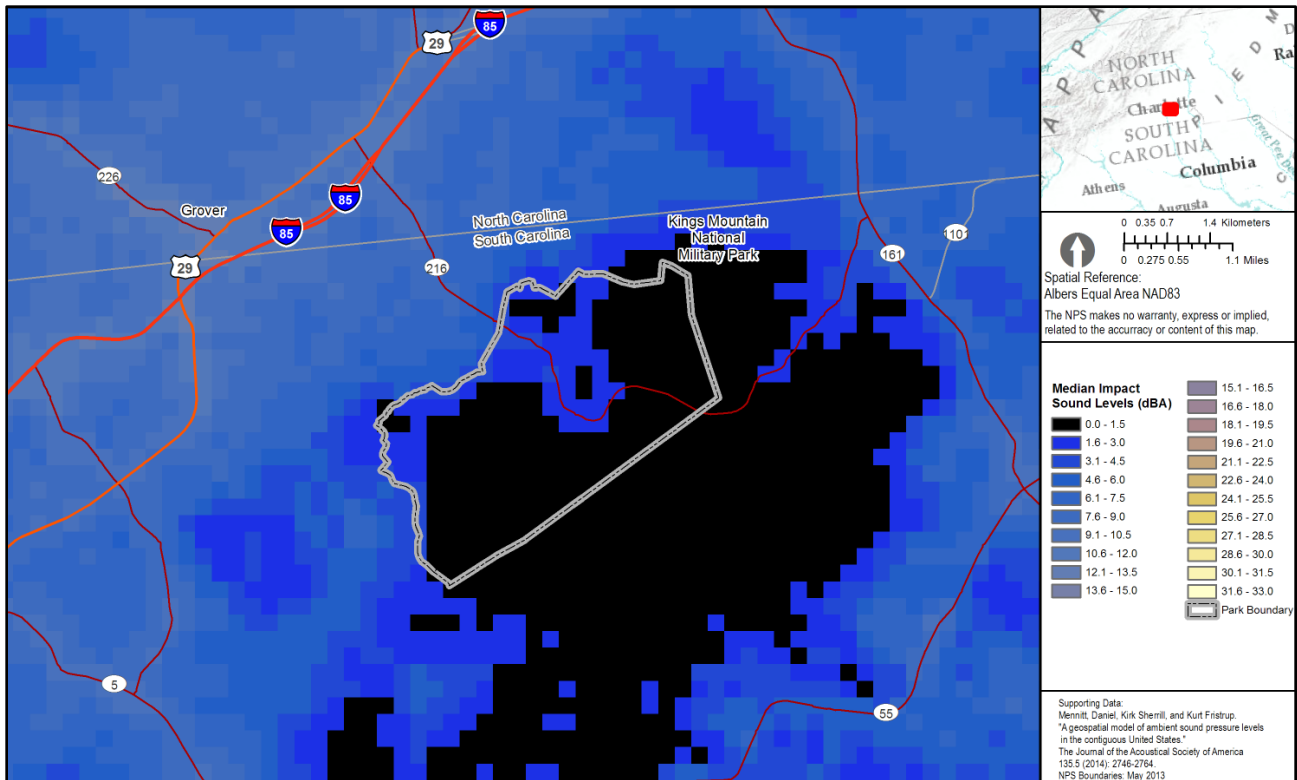 85
29
226
Grover
85
85
North Carolina
South Carolina
Kings Mountain
National
Military Park
29
216
161
1101
5
55
A P P A
NORTH
CAROLINA
Charlotte
P I E D M
Ra
SOUTH
CAROLINA
Columbia
Great Pee Dee
Athens
Augusta
C
0 0.35 0.7 1.4 Kilometers
0 0.275 0.55 1.1 Miles
Spatial Reference:
Albers Equal Area NAD83
The NPS makes no warranty, express or implied,
related to the accurracy or content of this map.
Median Impact
Sound Levels (dBA)
0.0 - 1.5
1.6 - 3.0
3.1 - 4.5
4.6 - 6.0
6.1 - 7.5
7.6 - 9.0
9.1 - 10.5
10.6 - 12.0
12.1 - 13.5
13.6 - 15.0
15.1 - 16.5
16.6 - 18.0
18.1 - 19.5
19.6 - 21.0
21.1 - 22.5
22.6 - 24.0
24.1 - 25.5
25.6 - 27.0
27.1 - 28.5
28.6 - 30.0
30.1 - 31.5
31.6 - 33.0
Park Boundary
Supporting Data:
Mennitt, Daniel, Kirk Sherrill, and Kurt Fristrup.
"A geospatial model of ambient sound pressure levels
in the contiguous United States."
The Journal of the Acoustical Society of America
135.5 (2014): 2746-2764.
NPS Boundaries: May 2013